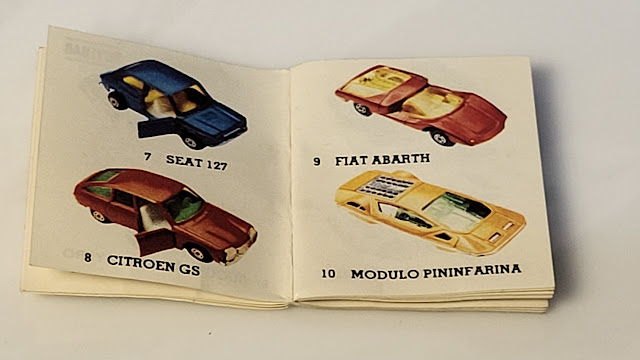 7 SEAT 127
8 CITROEN GS
9 FIAT ABARTH
10 MODULO PININFARINA